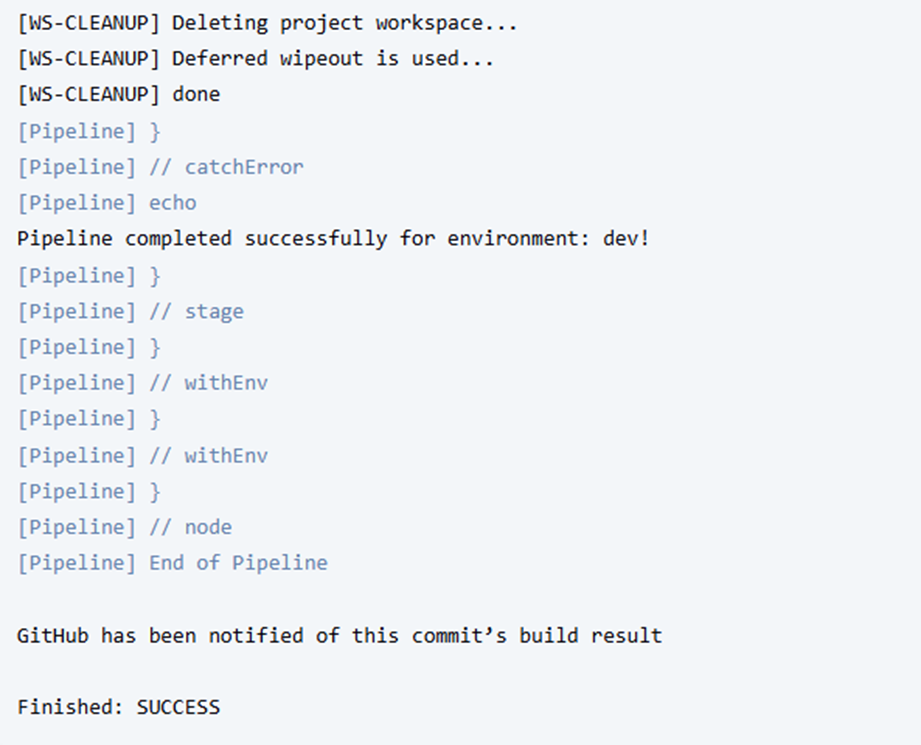 [WS-CLEANUP] Deleting project workspace...
[WS-CLEANUP] Deferred wipeout is used...
[WS-CLEANUP] done
[Pipeline] }
[Pipeline] // catchError
[Pipeline] echo
Pipeline completed successfully for environment: dev!
[Pipeline] }
[Pipeline] // stage
[Pipeline] }
[Pipeline] // withEnv
[Pipeline] }
[Pipeline] // withEnv
[Pipeline] }
[Pipeline] // node
[Pipeline] End of Pipeline
GitHub has been notified of this commit’s build result
Finished: SUCCESS